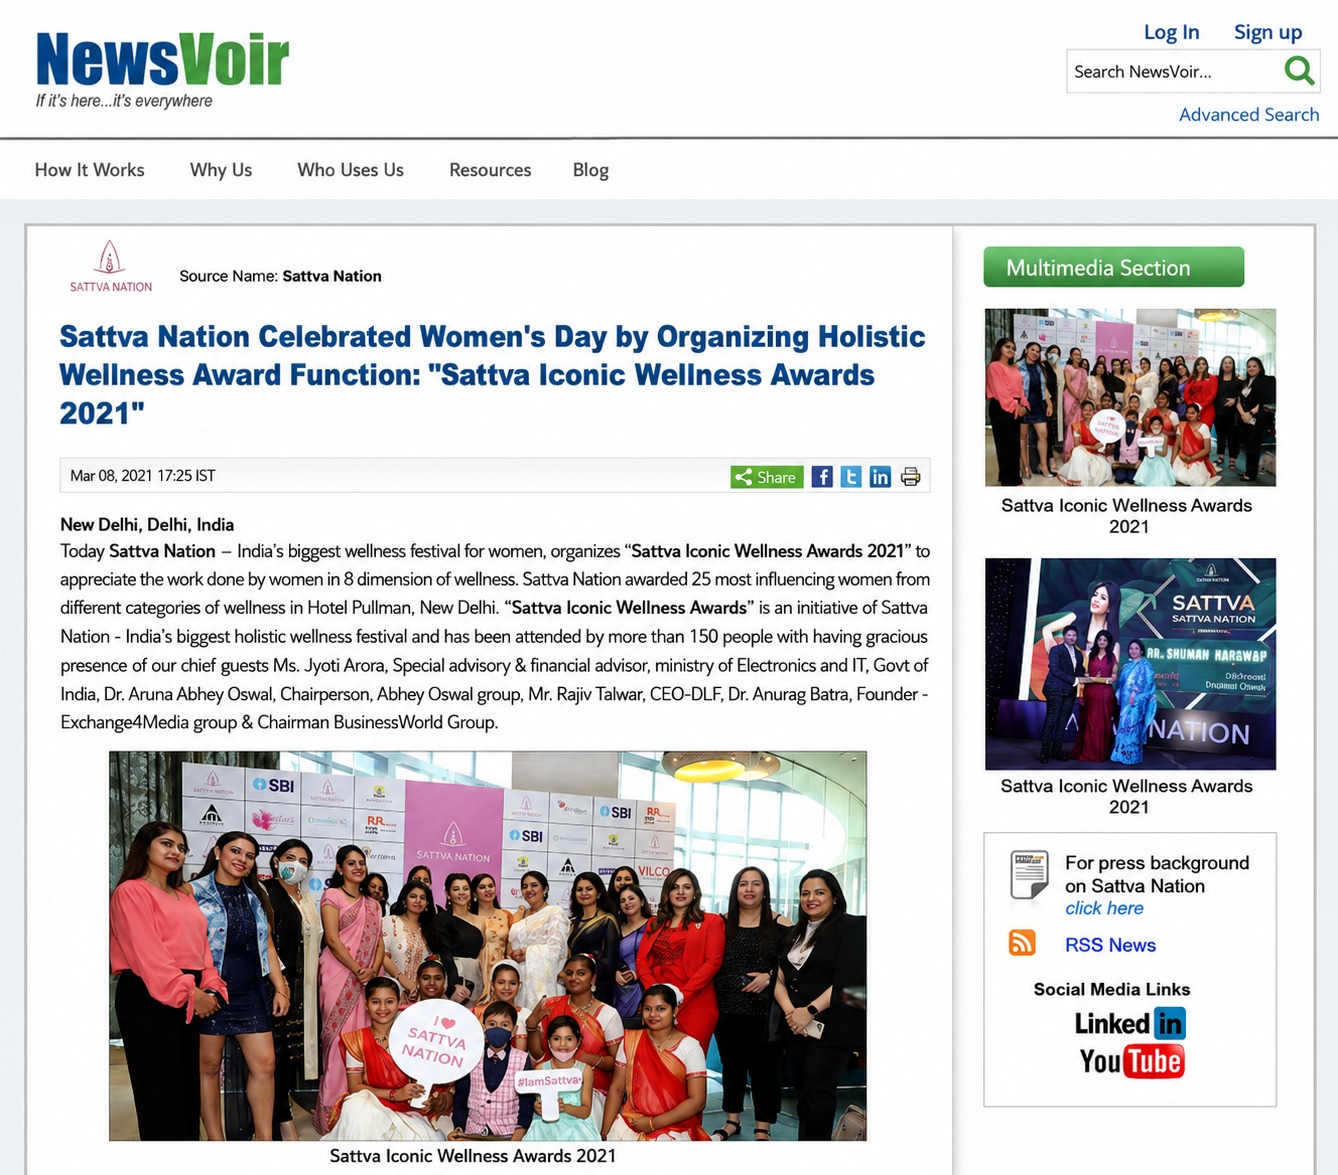 NewsVoir
If it's here...it's everywhere
Log In Sign up
Search NewsVoir...
Advanced Search
How It Works Why Us Who Uses Us Resources Blog
SATTVA NATION
Source Name: Sattva Nation
Sattva Nation Celebrated Women's Day by Organizing Holistic
Wellness Award Function: "Sattva Iconic Wellness Awards
2021"
Mar 08, 2021 17:25 IST
Share
New Delhi, Delhi, India
Today Sattva Nation – India's biggest wellness festival for women, organizes “Sattva Iconic Wellness Awards 2021” to
appreciate the work done by women in 8 dimension of wellness. Sattva Nation awarded 25 most influencing women from
different categories of wellness in Hotel Pullman, New Delhi. “Sattva Iconic Wellness Awards” is an initiative of Sattva
Nation - India's biggest holistic wellness festival and has been attended by more than 150 people with having gracious
presence of our chief guests Ms. Jyoti Arora, Special advisory & financial advisor, ministry of Electronics and IT, Govt of
India, Dr. Aruna Abhey Oswal, Chairperson, Abhey Oswal group, Mr. Rajiv Talwar, CEO-DLF, Dr. Anurag Batra, Founder -
Exchange4Media group & Chairman BusinessWorld Group.
SBI
SBI
RR
SBI
RR
SATTVA NATION
VILCO
I
SATTVA
NATION
#IamSattva
Sattva Iconic Wellness Awards 2021
Multimedia Section
I
SATTVA
NATION
Sattva Iconic Wellness Awards
2021
SATTVA
SATTVA NATION
NATION
Sattva Iconic Wellness Awards
2021
For press background
on Sattva Nation
click here
RSS News
Social Media Links
Linked in
You Tube